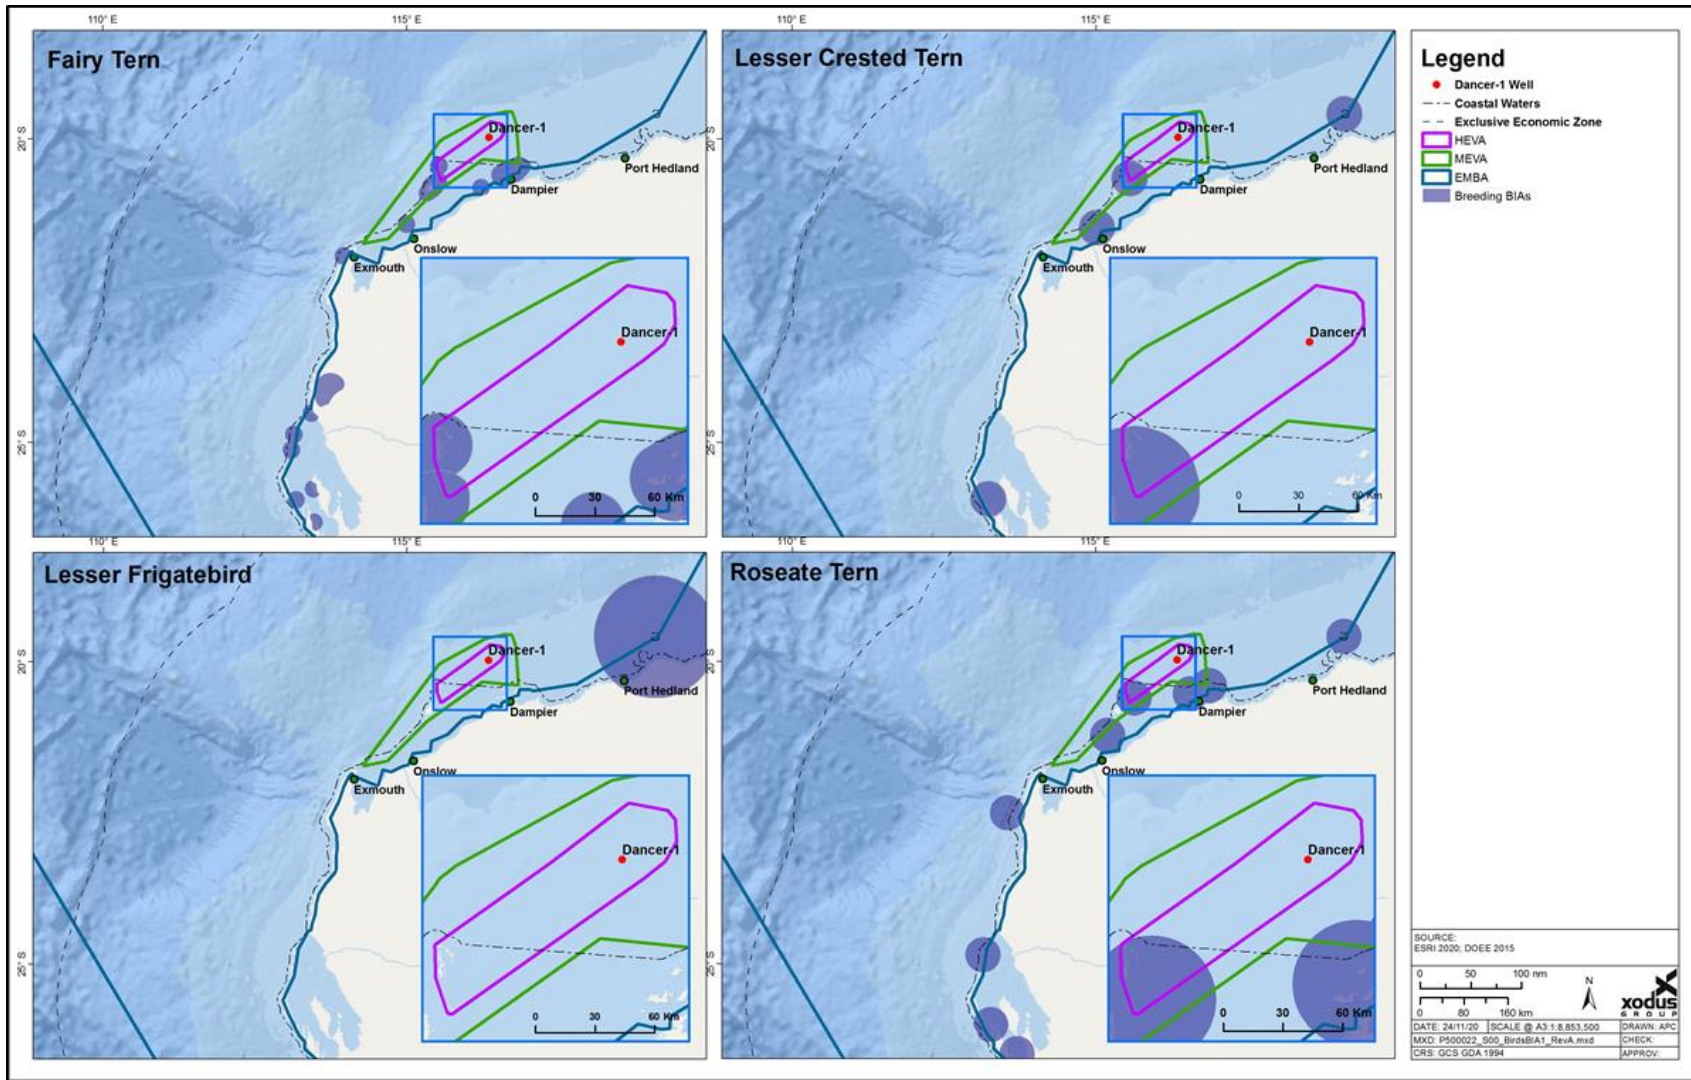 110° E
115° E
110° E
115° E
Fairy Tern
Dancer-1
20° S
Port Hedland
Dampier
Onslow
Exmouth
Dancer-1
25° S
0 30 60 Km
Lesser Crested Tern
Dancer-1
20° S
Port Hedland
Dampier
Onslow
Exmouth
Dancer-1
25° S
0 30 60 Km
110° E
115° E
110° E
115° E
Lesser Frigatebird
Dancer-1
20° S
Port Hedland
Dampier
Onslow
Exmouth
Dancer-1
25° S
0 30 60 Km
Roseate Tern
Dancer-1
20° S
Port Hedland
Dampier
Onslow
Exmouth
Dancer-1
25° S
0 30 60 Km
Legend
Dancer-1 Well
Coastal Waters
Exclusive Economic Zone
HEVA
MEVA
EMBA
Breeding BIAs
SOURCE:
ESRI 2020; DOEE 2015
0 50 100 nm
0 80 160 km
N
xodus
GROUP
DATE: 24/11/20 SCALE @ A3:1:8,853,500 DRAWN: APC
MXD: P500022_S00_BirdsBIA1_RevA.mxd CHECK:
CRS: GCS GDA 1994 APPROV: